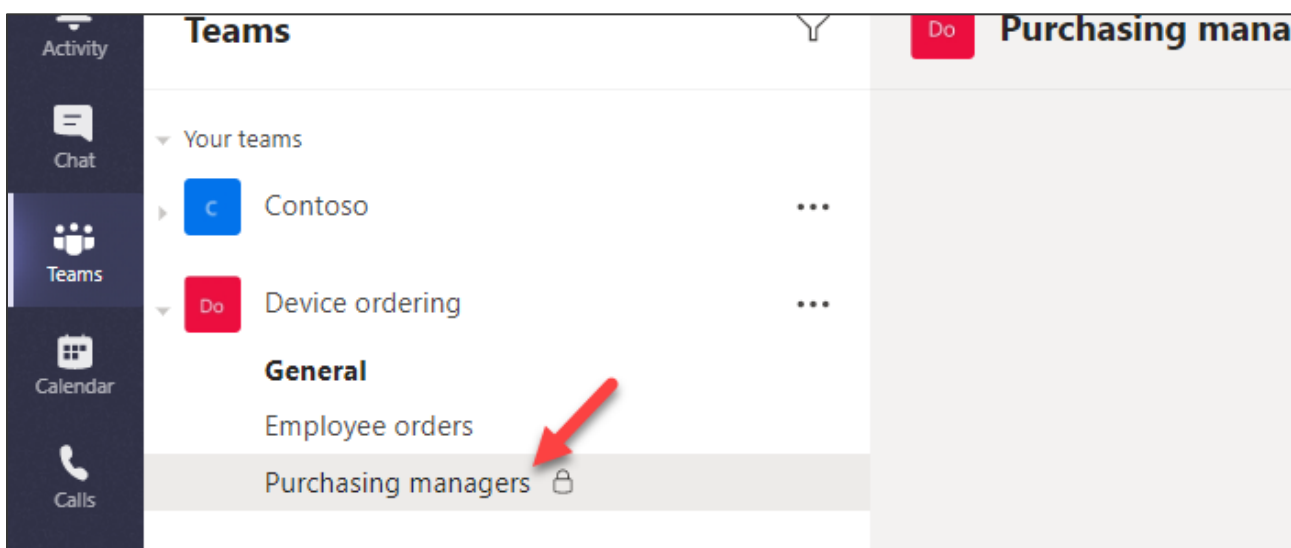 Activity
Chat
Teams
Calendar
Calls
Teams
Your teams
C Contoso
Do Device ordering
General
Employee orders
Purchasing managers
Do Purchasing mana